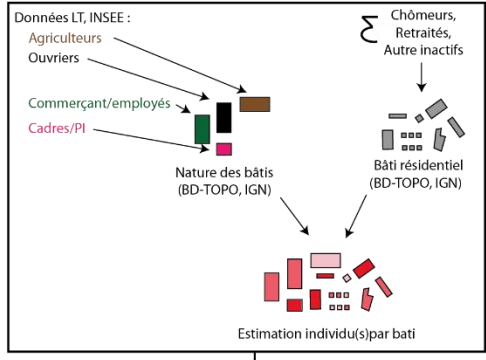 Données LT, INSEE :
Agriculteurs
Ouvriers
Commerçant/employés
Cadres/PI
Nature des bâtis
(BD-TOPO, IGN)
Σ
Chômeurs,
Retraités,
Autre inactifs
Bâti résidentiel
(BD-TOPO, IGN)
Estimation individu(s)par bati